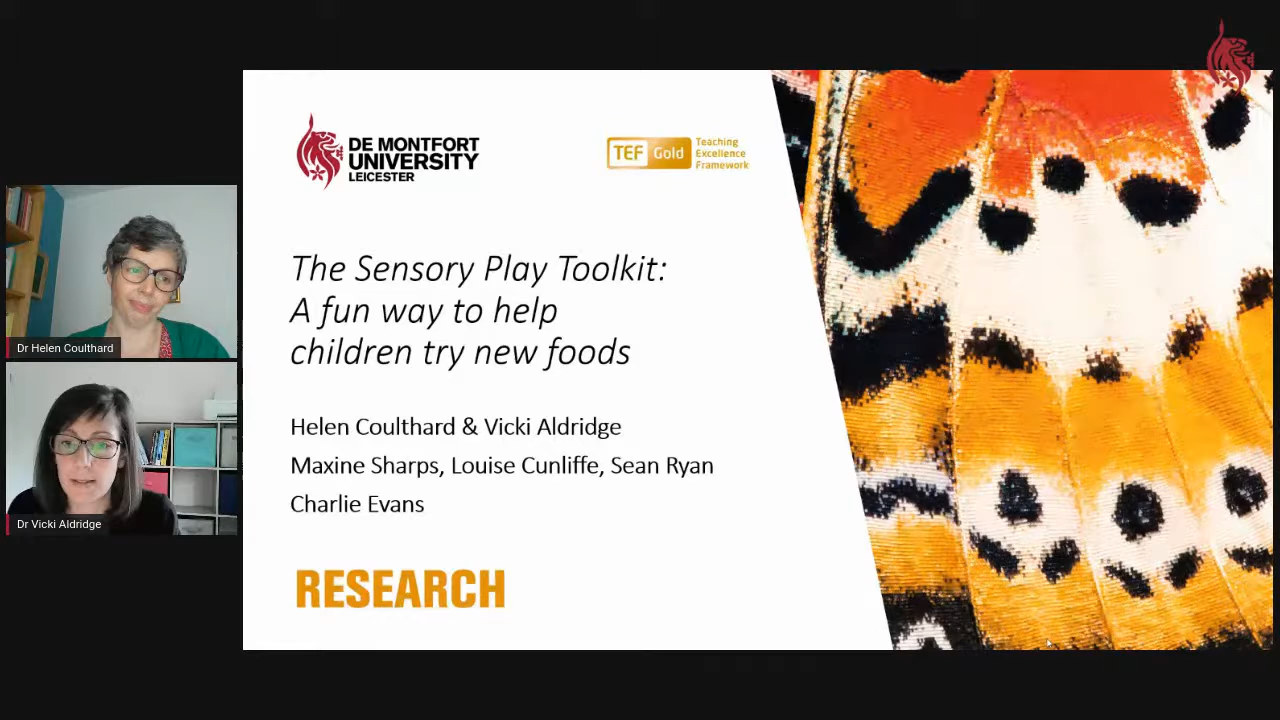 DE MONTFORT
UNIVERSITY
LEICESTER
TEF Gold
Teaching
Excellence
Framework
The Sensory Play Toolkit:
A fun way to help
children try new foods
Helen Coulthard & Vicki Aldridge
Maxine Sharps, Louise Cunliffe, Sean Ryan
Charlie Evans
RESEARCH
Dr Helen Coulthard
Dr Vicki Aldridge